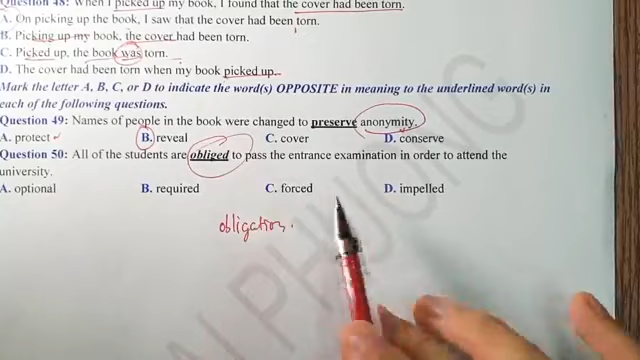 Question 48: When I picked up my book, I found that the cover had been torn.
A. On picking up the book, I saw that the cover had been torn.
B. Picking up my book, the cover had been torn.
C. Picked up, the book was torn.
D. The cover had been torn when my book picked up.
Mark the letter A, B, C, or D to indicate the word(s) OPPOSITE in meaning to the underlined word(s) in
each of the following questions.
Question 49: Names of people in the book were changed to preserve anonymity.
A. protect B. reveal C. cover D. conserve
Question 50: All of the students are obliged to pass the entrance examination in order to attend the
university.
A. optional B. required C. forced D. impelled
obligation.